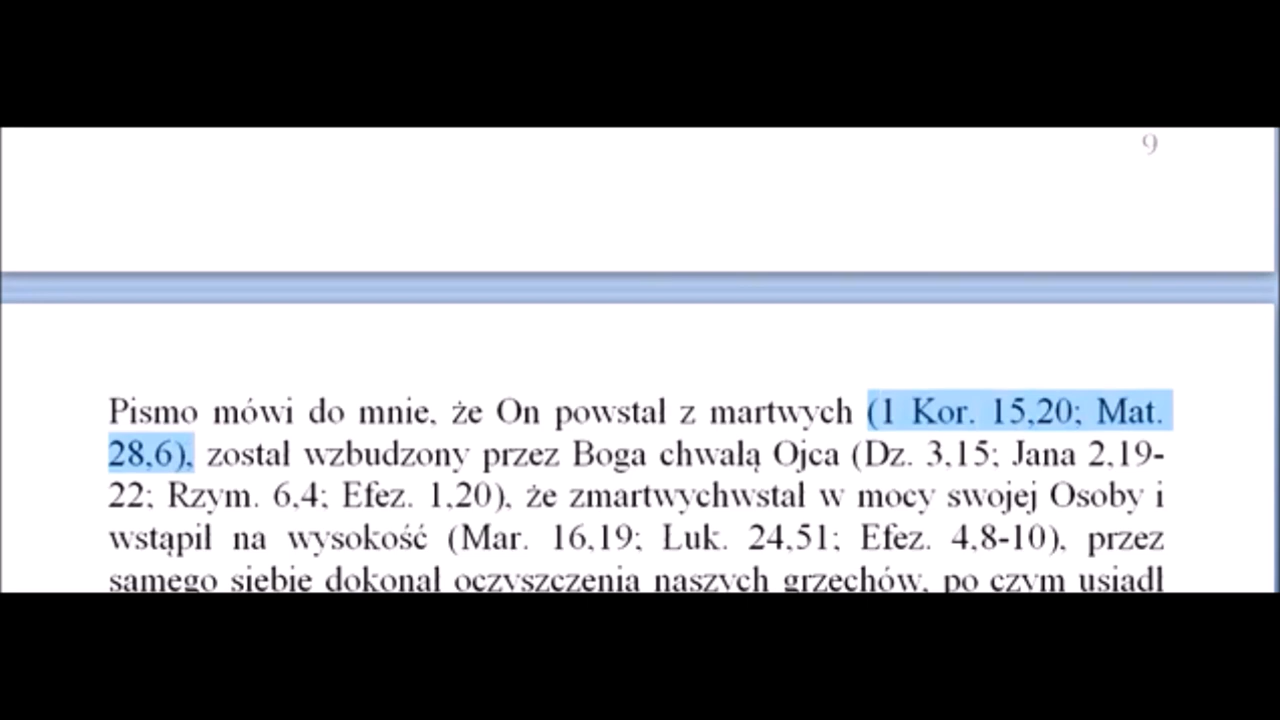 9
Pismo mówi do mnie, że On powstał z martwych (1 Kor. 15,20; Mat.
28,6), został wzbudzony przez Boga chwałą Ojca (Dz. 3,15; Jana 2,19-
22; Rzym. 6,4; Efez. 1,20), że zmartwychwstał w mocy swojej Osoby i
wstąpił na wysokość (Mar. 16,19; Luk. 24,51; Efez. 4,8-10), przez
samego siebie dokonał oczyszczenia naszych grzechów, po czym usiadł